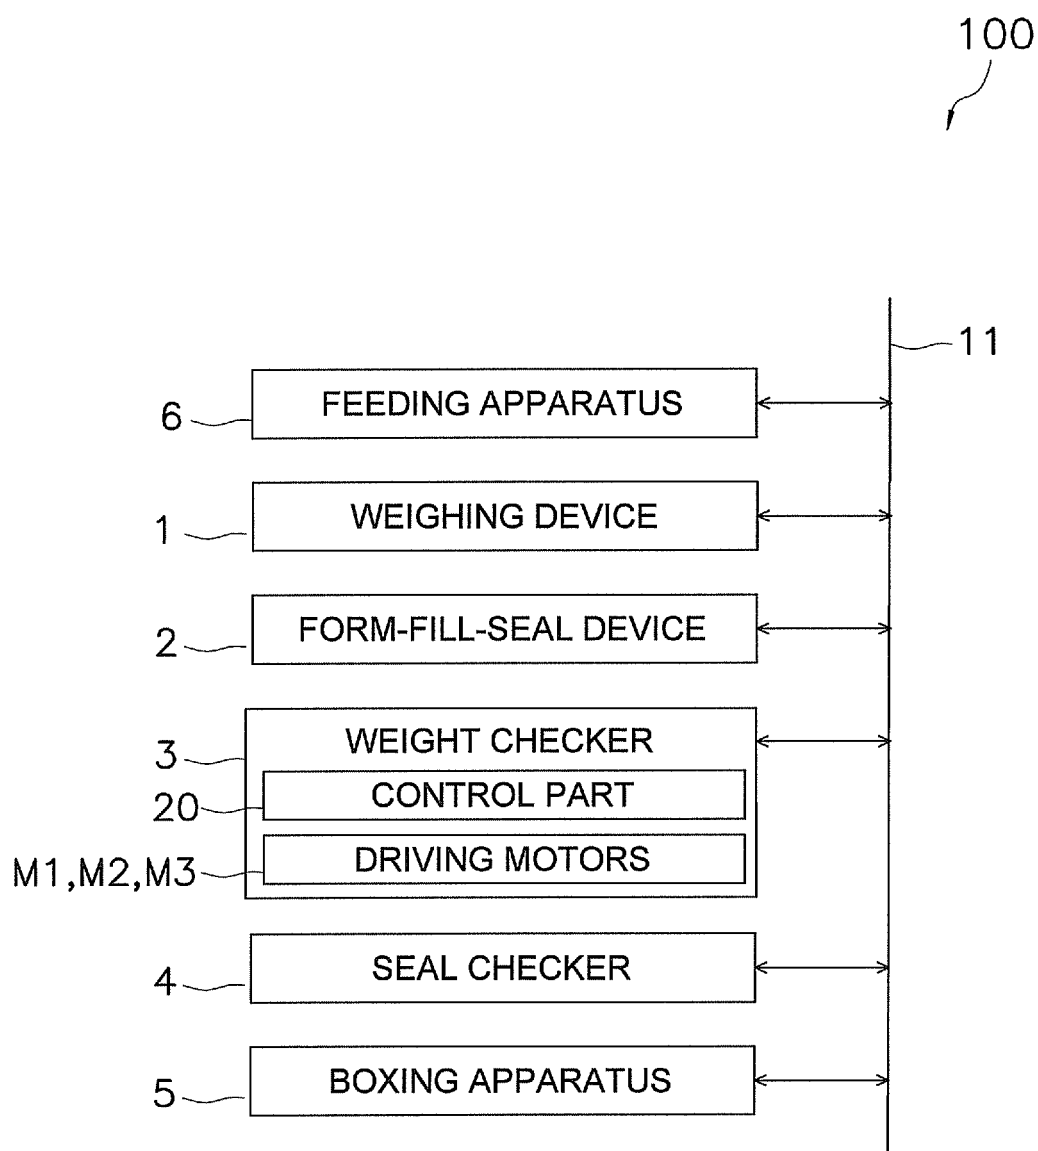 100
11
FEEDING APPARATUS
6
WEIGHING DEVICE
1
FORM-FILL-SEAL DEVICE
2
WEIGHT CHECKER
3
CONTROL PART
20
DRIVING MOTORS
M1,M2,M3
SEAL CHECKER
4
BOXING APPARATUS
5